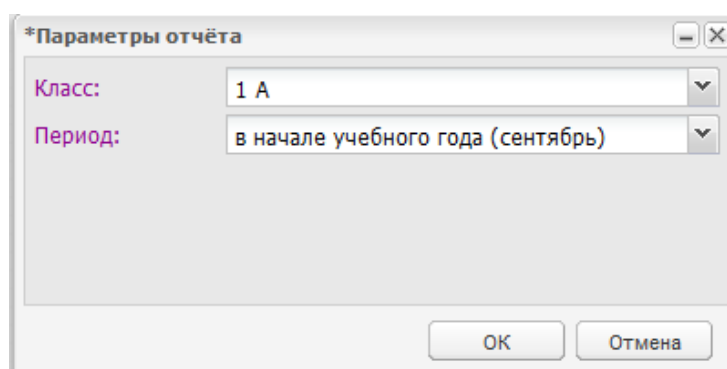 *Параметры отчёта
Класс: 1 А
Период: в начале учебного года (сентябрь)
ОК Отмена